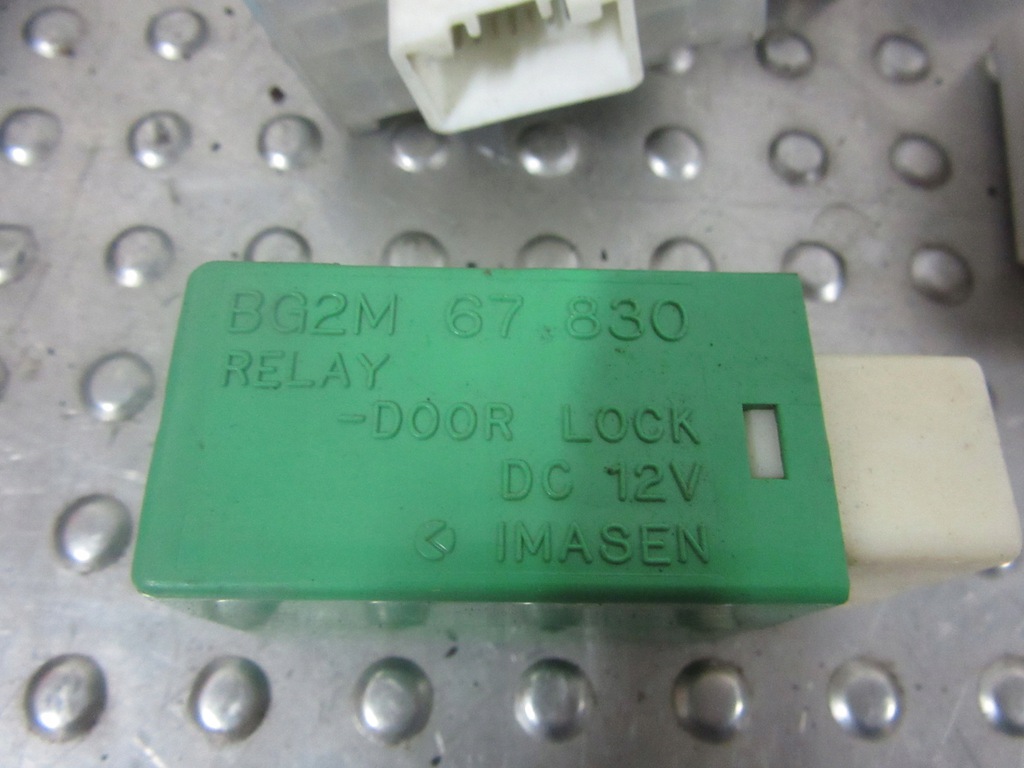 BG2M 67 830
RELAY
-DOOR LOCK
DC 12V
IMASEN